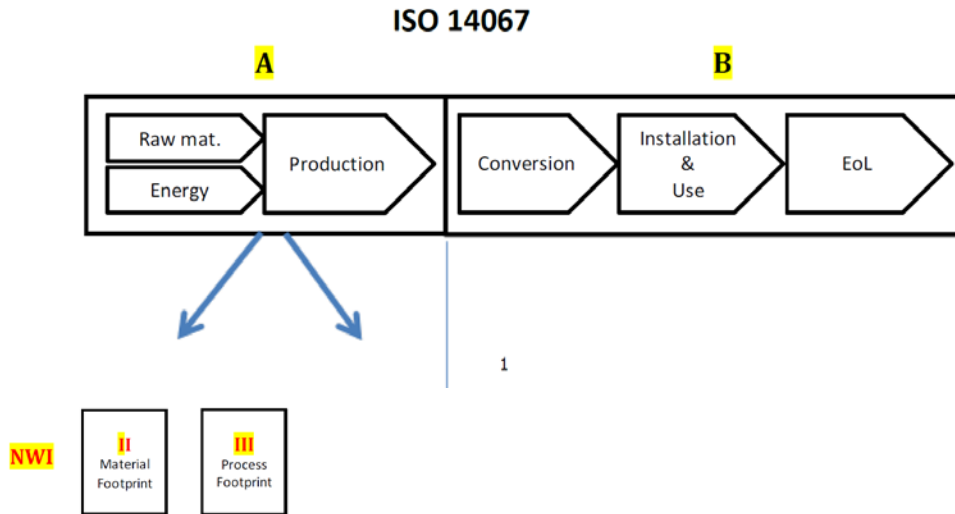 ISO 14067
A
B
Raw mat.
Energy
Production
Conversion
Installation
&
Use
EoL
1
NWI
II
Material
Footprint
III
Process
Footprint